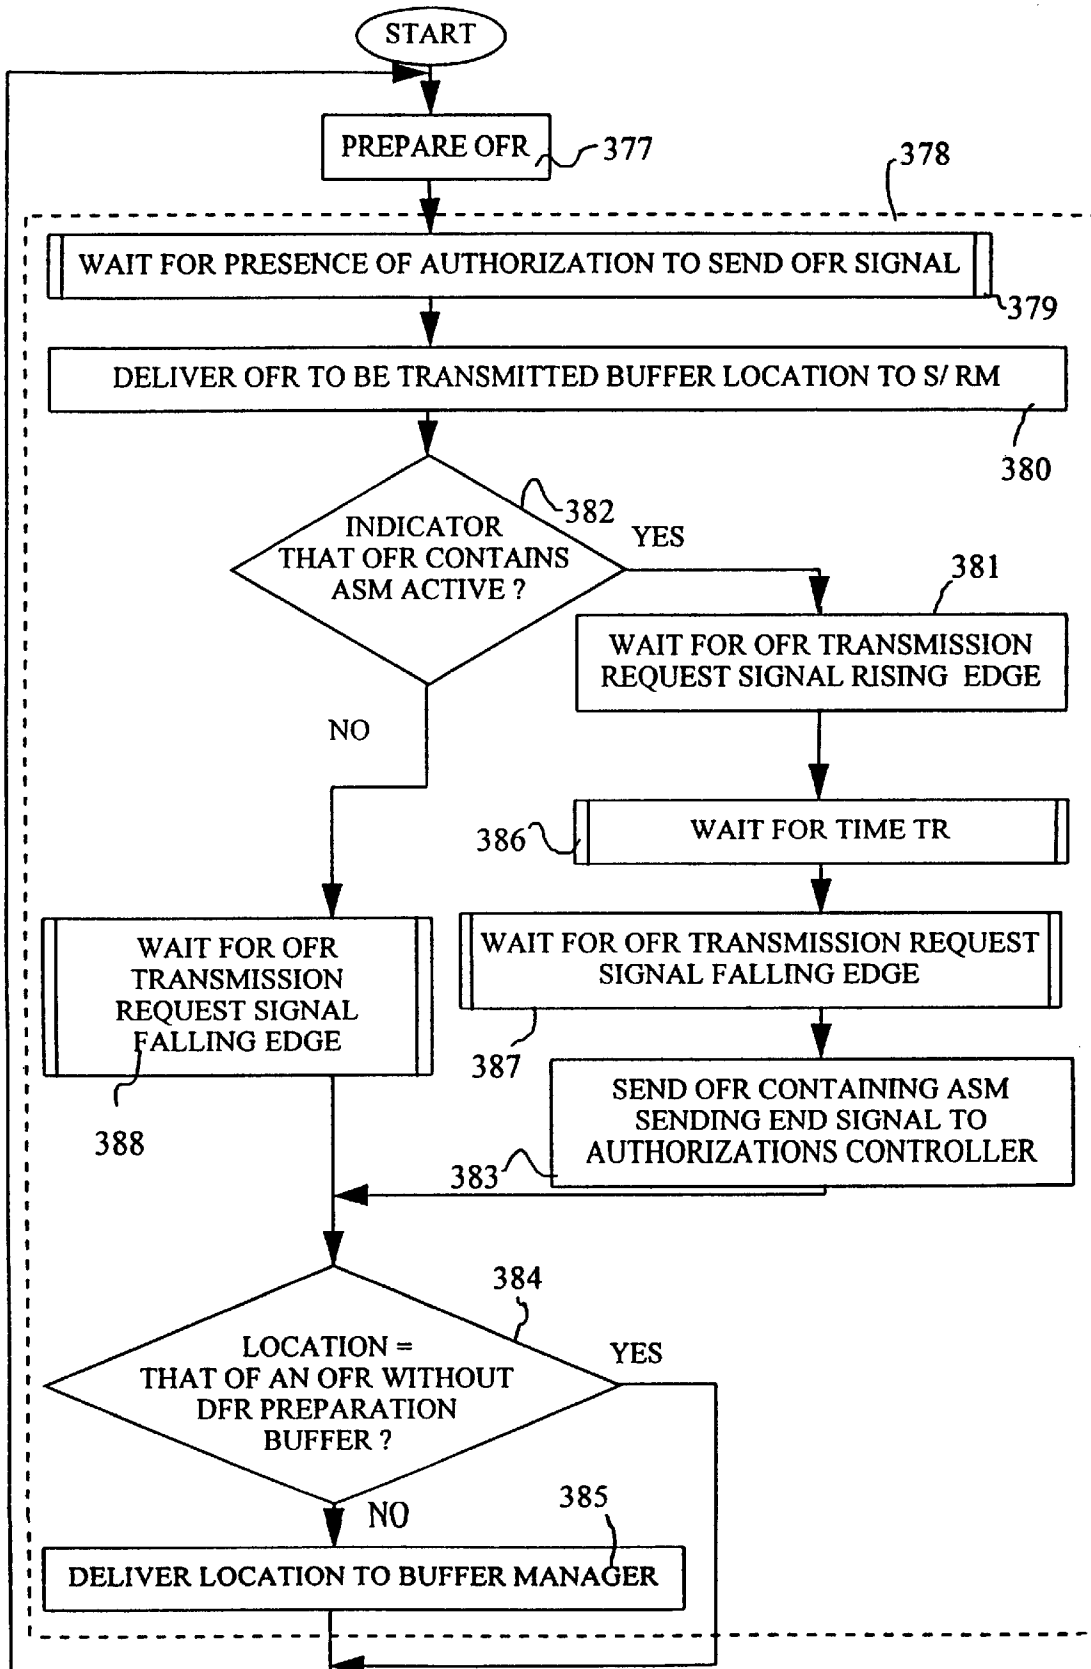 START
PREPARE OFR
377
378
WAIT FOR PRESENCE OF AUTHORIZATION TO SEND OFR SIGNAL
379
DELIVER OFR TO BE TRANSMITTED BUFFER LOCATION TO S/ RM
380
382
INDICATOR
THAT OFR CONTAINS
ASM ACTIVE ?
YES
381
WAIT FOR OFR TRANSMISSION
REQUEST SIGNAL RISING EDGE
NO
386
WAIT FOR TIME TR
WAIT FOR OFR
TRANSMISSION
REQUEST SIGNAL
FALLING EDGE
388
WAIT FOR OFR TRANSMISSION REQUEST
SIGNAL FALLING EDGE
387
SEND OFR CONTAINING ASM
SENDING END SIGNAL TO
AUTHORIZATIONS CONTROLLER
383
384
LOCATION =
THAT OF AN OFR WITHOUT
DFR PREPARATION
BUFFER ?
YES
NO
385
DELIVER LOCATION TO BUFFER MANAGER